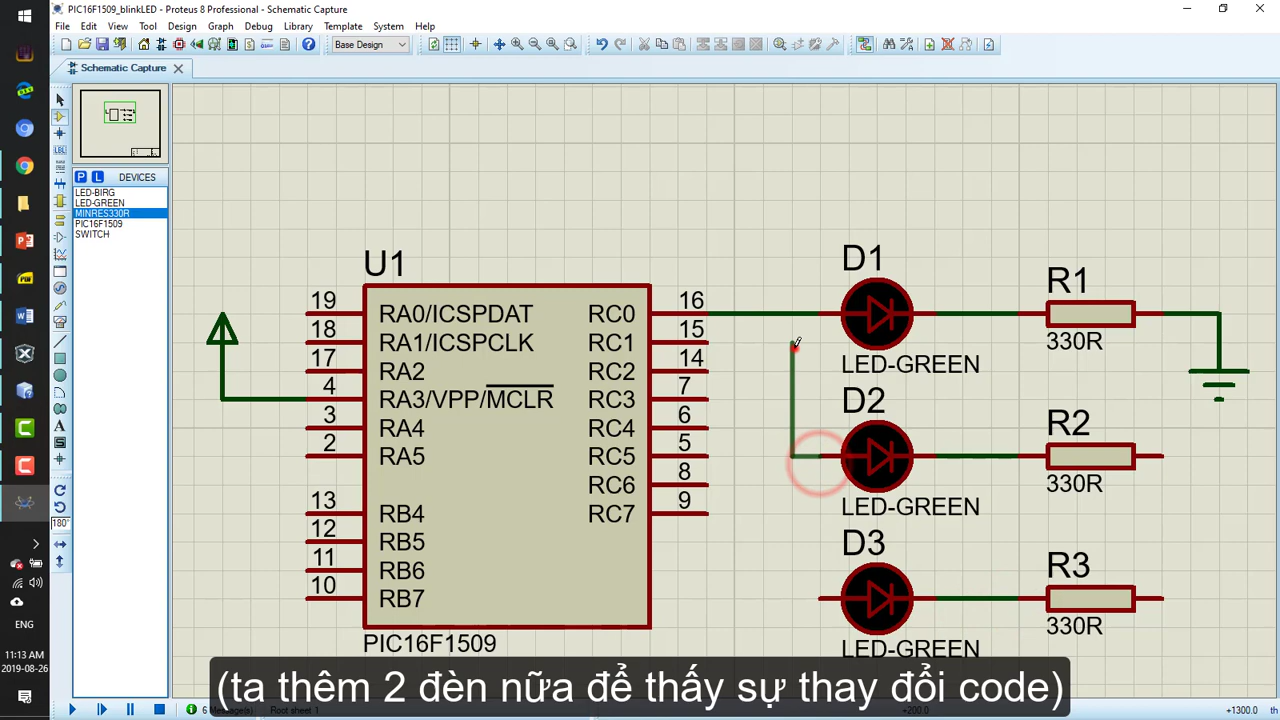 PIC16F1509_blinkLED - Proteus 8 Professional - Schematic Capture
File Edit View Tool Design Graph Debug Library Template System Help
Base Design
Schematic Capture
P L DEVICES
LED-BIRG
LED-GREEN
MINRES330R
PIC16F1509
SWITCH
LBL
180°
U1
19 RA0/ICSPDAT RC0 16
18 RA1/ICSPCLK RC1 15
17 RA2 RC2 14
4 RA3/VPP/MCLR RC3 7
3 RA4 RC4 6
2 RA5 RC5 5
RC6 8
13 RB4 RC7 9
12 RB5
11 RB6
10 RB7
PIC16F1509
D1
LED-GREEN
R1
330R
D2
LED-GREEN
R2
330R
D3
LED-GREEN
R3
330R
(ta thêm 2 đèn nữa để thấy sự thay đổi code)
ENG
11:13 AM
2019-08-26
+1300.0 th